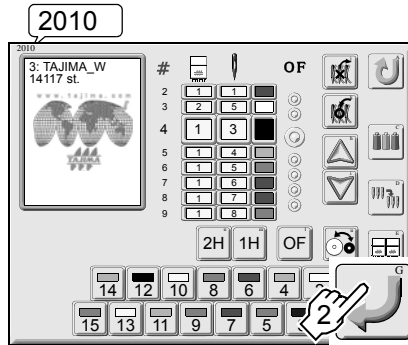 2010
2010
3: TAJIMA_W
14117 st.
www.tajima.com
TAJIMA
# OF
2 1 1
3 2 5
4 1 3
5 1 4
6 1 5
7 1 6
8 1 7
9 1 8
2H 1H OF
14 12 10 8 6 4
15 13 11 9 7 5
G
2